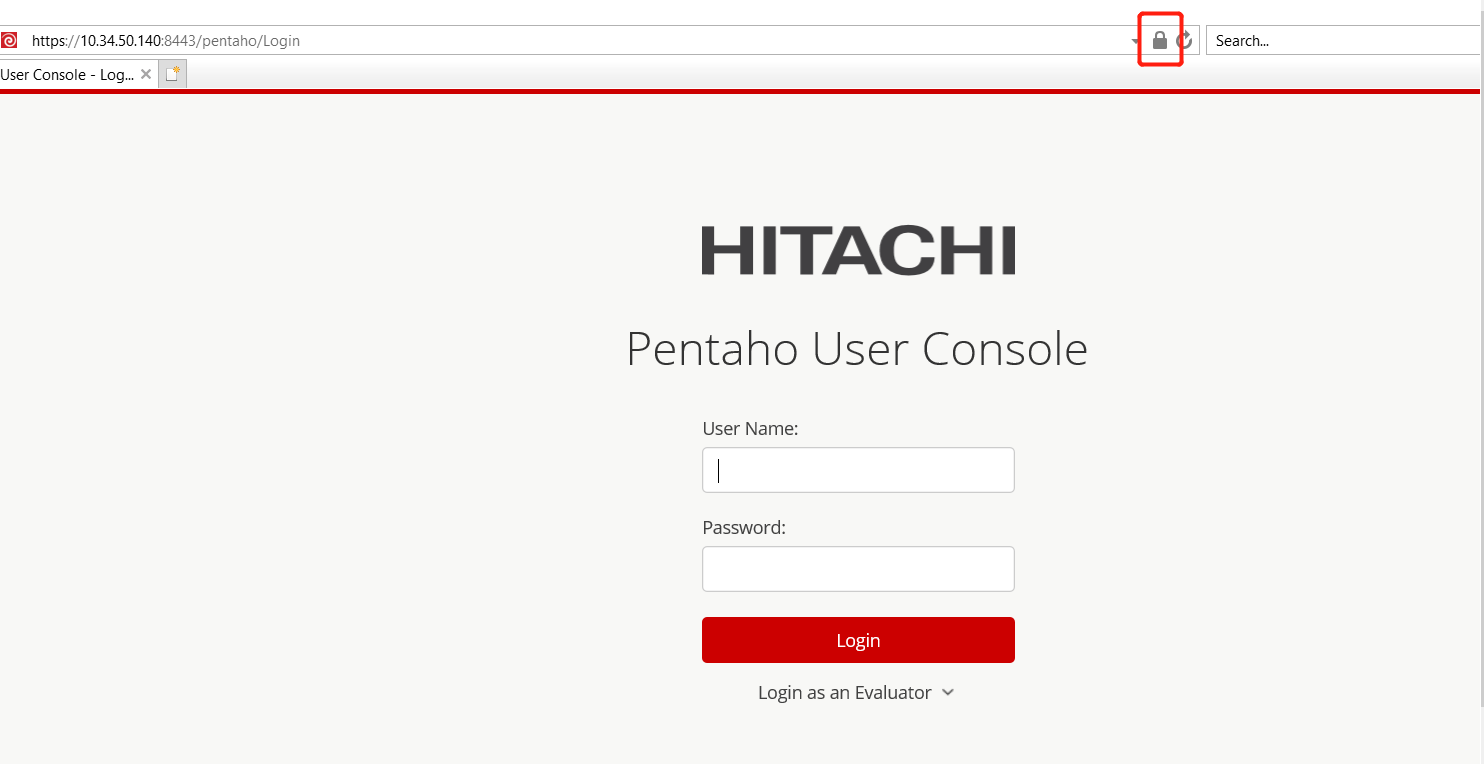 https://10.34.50.140:8443/pentaho/Login
Search...
User Console - Log...
HITACHI
Pentaho User Console
User Name:
Password:
Login
Login as an Evaluator